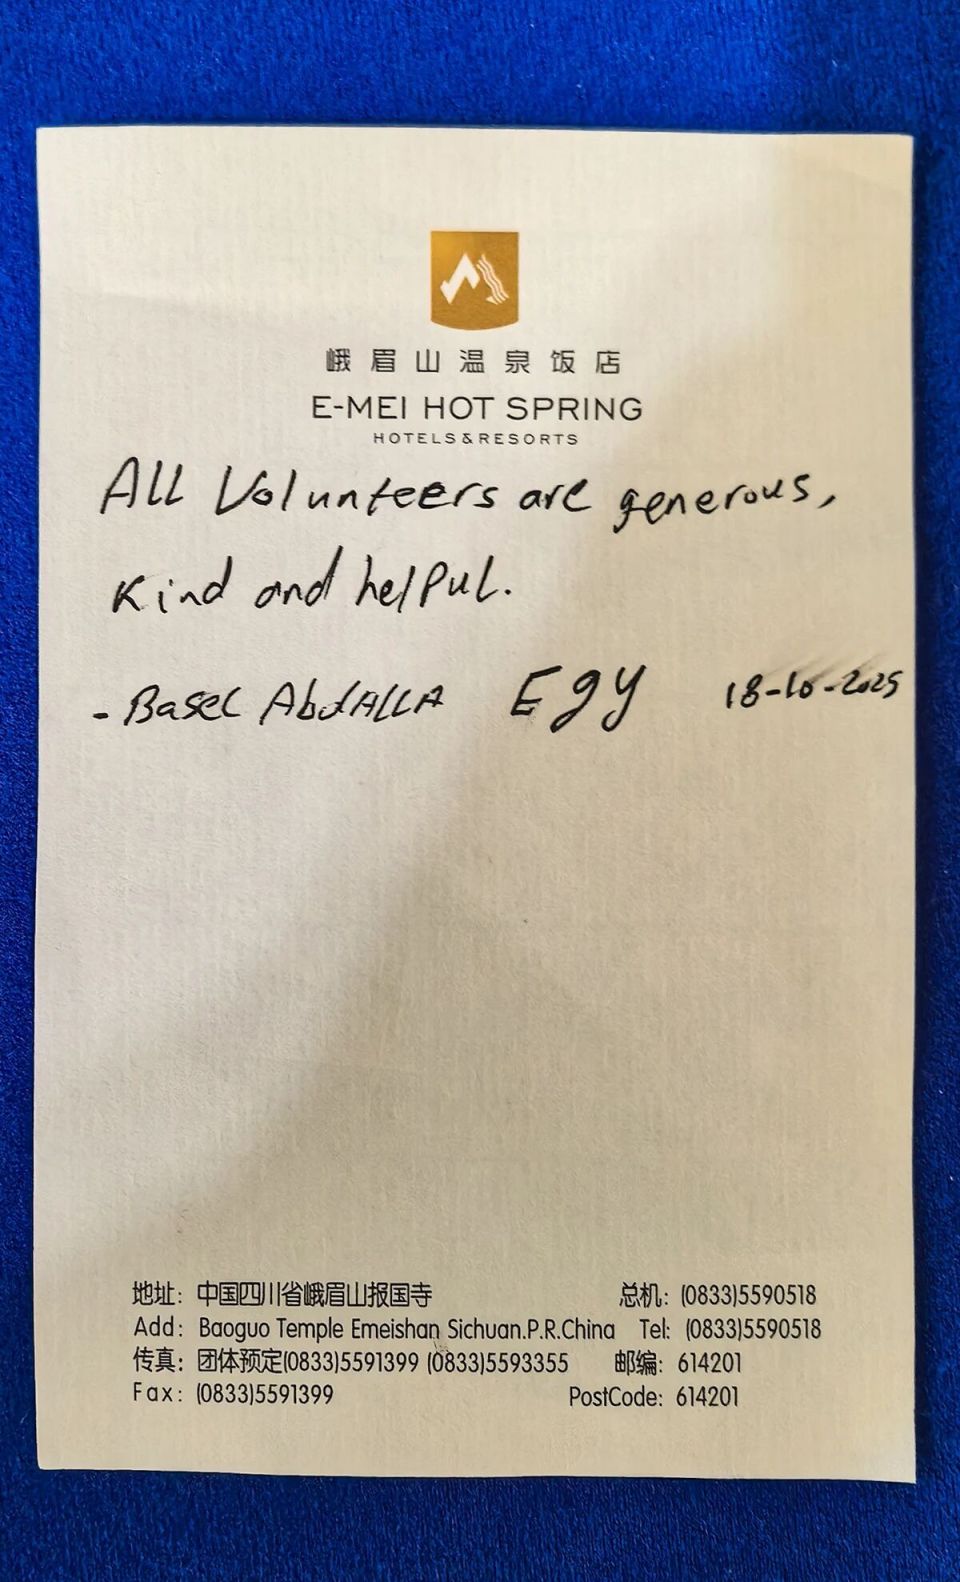 峨眉山温泉饭店
E-MEI HOT SPRING
HOTELS&RESORTS
All Volunteers are generous,
Kind and helpful.
- Basel AbdALLA Egy 18-10-2025
地址: 中国四川省峨眉山报国寺 总机: (0833)5590518
Add: Baoguo Temple Emeishan Sichuan.P.R.China Tel: (0833)5590518
传真: 团体预定(0833)5591399 (0833)5593355 邮编: 614201
Fax: (0833)5591399 PostCode: 614201